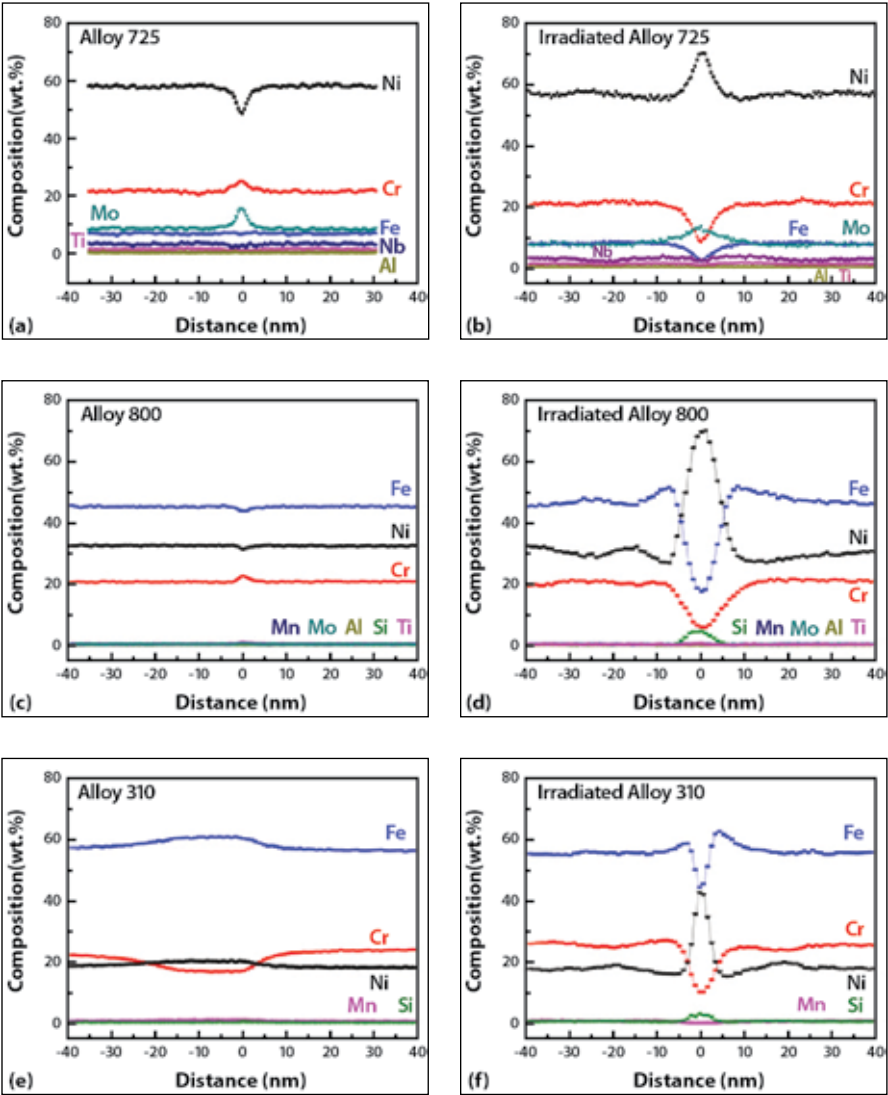 Alloy 725
Composition(wt.%)
80
60
40
20
0
Ni
Cr
Mo
Fe
Ti
Nb
Al
-40 -30 -20 -10 0 10 20 30 40
(a)
Distance (nm)
Irradiated Alloy 725
Composition(wt.%)
80
60
40
20
0
Ni
Cr
Fe
Mo
Nb
Al Ti
-40 -20 0 20 40
(b)
Distance (nm)
Alloy 800
Composition(wt.%)
80
60
40
20
0
Fe
Ni
Cr
Mn Mo Al Si Ti
-40 -30 -20 -10 0 10 20 30 40
(c)
Distance (nm)
Irradiated Alloy 800
Composition(wt.%)
80
60
40
20
0
Fe
Ni
Cr
Si Mn Mo Al Ti
-40 -30 -20 -10 0 10 20 30 40
(d)
Distance (nm)
Alloy 310
Composition(wt.%)
80
60
40
20
0
Fe
Cr
Ni
Mn Si
-40 -30 -20 -10 0 10 20 30 40
(e)
Distance (nm)
Irradiated Alloy 310
Composition(wt.%)
80
60
40
20
0
Fe
Cr
Ni
Mn Si
-40 -20 0 20 40
(f)
Distance (nm)